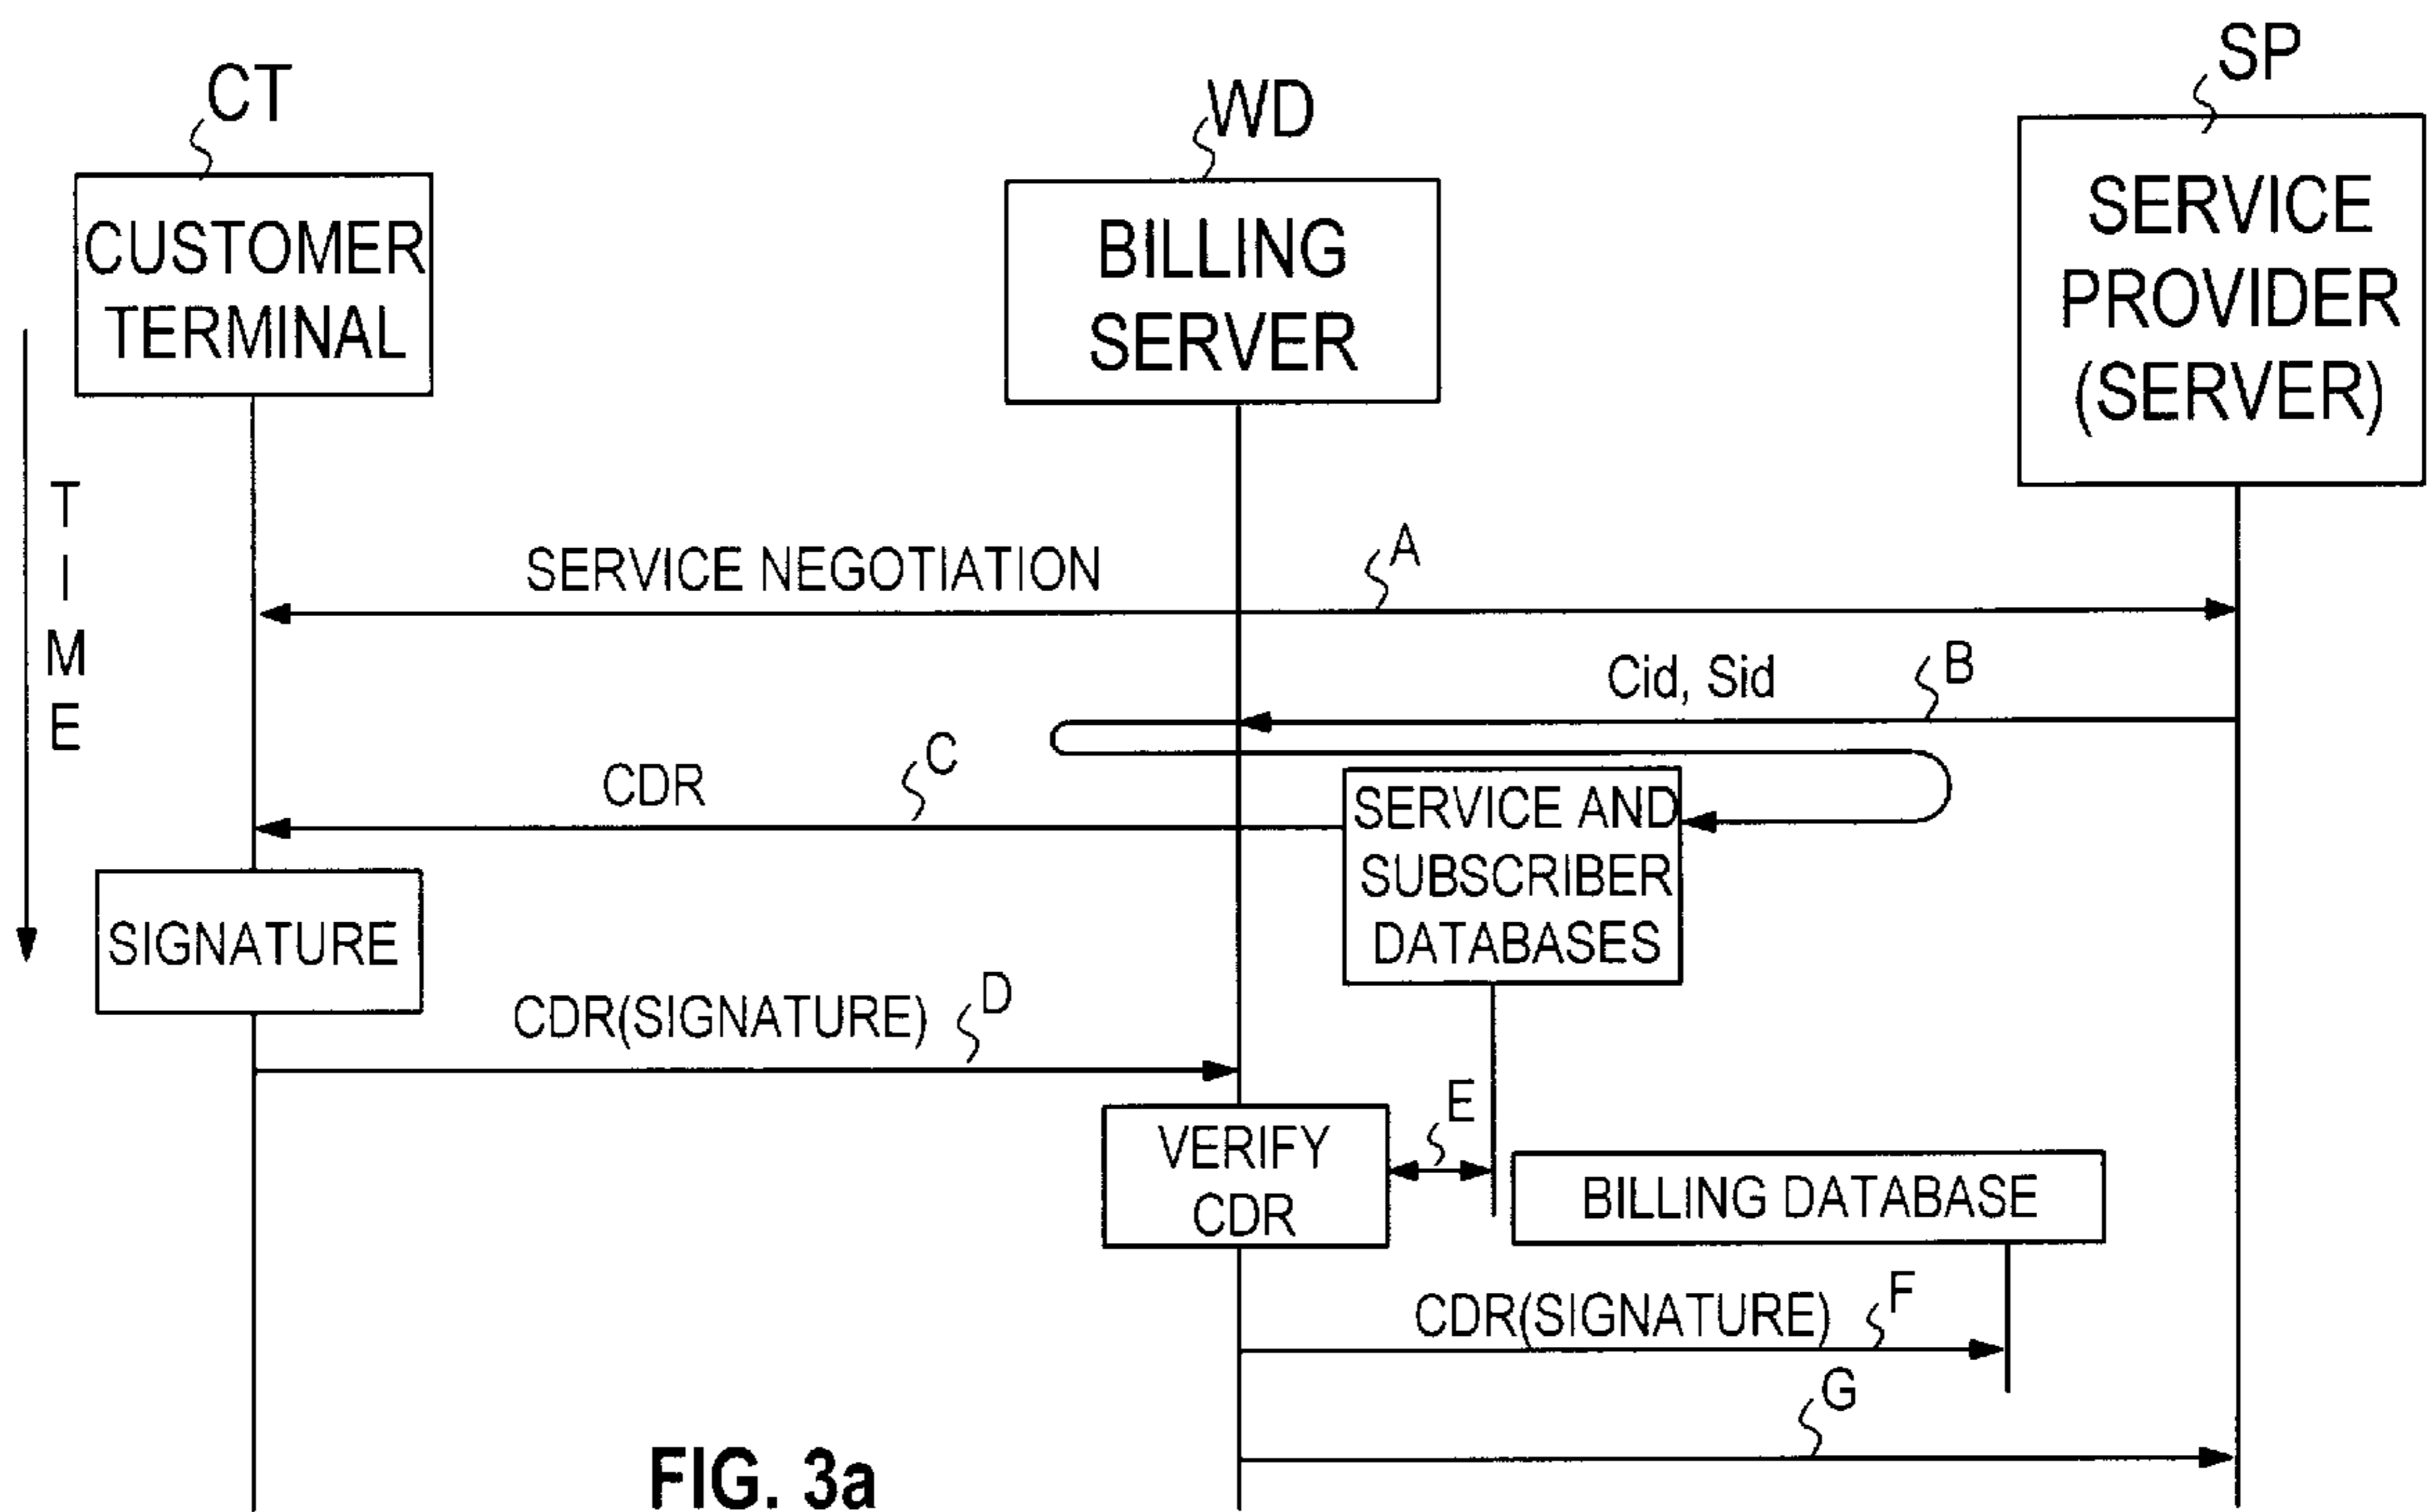 CT
WD
SP
CUSTOMER
TERMINAL
BILLING
SERVER
SERVICE
PROVIDER
(SERVER)
TIME
SERVICE NEGOTIATION
A
Cid, Sid
B
CDR
C
SERVICE AND
SUBSCRIBER
DATABASES
SIGNATURE
CDR(SIGNATURE)
D
VERIFY
CDR
E
BILLING DATABASE
CDR(SIGNATURE)
F
G
FIG. 3a